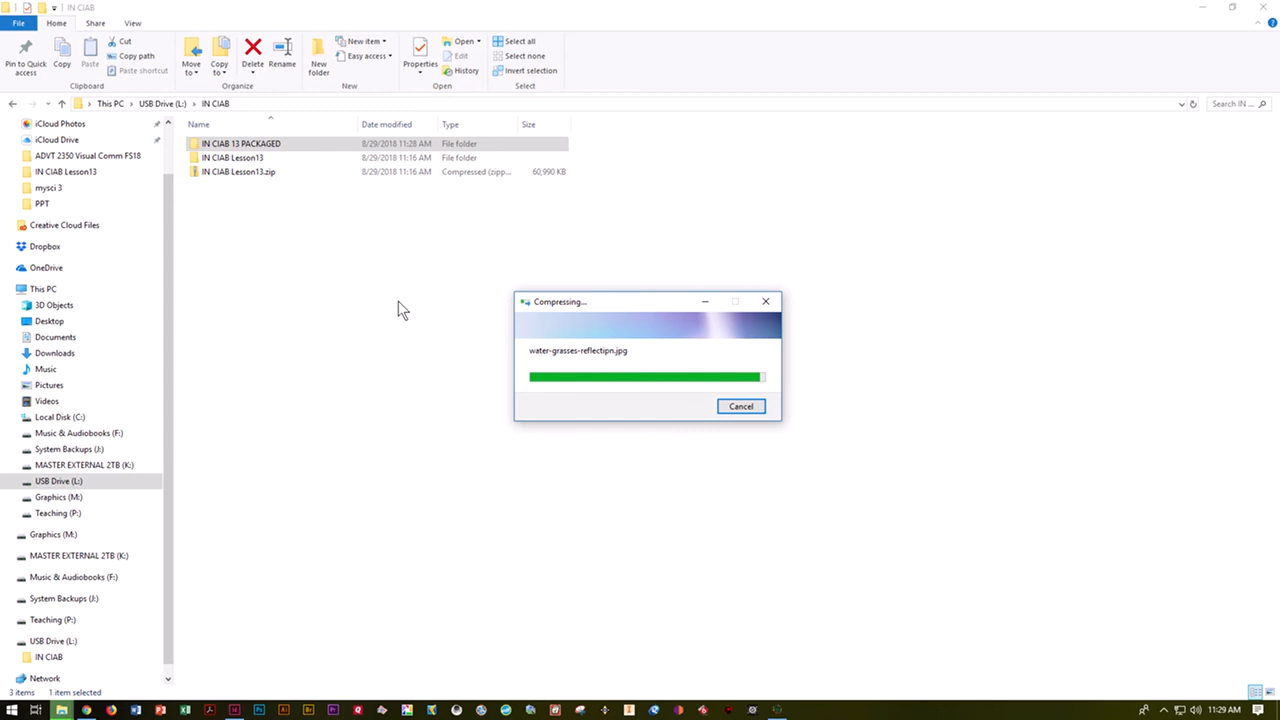 IN CIAB
File Home Share View
Pin to Quick access
Copy
Paste
Cut
Copy path
Paste shortcut
Clipboard
Move to
Copy to
Delete
Rename
Organize
New folder
New item
Easy access
New
Properties
Open
Edit
History
Open
Select all
Select none
Invert selection
Select
This PC > USB Drive (L:) > IN CIAB
Search IN ...
Name Date modified Type Size
IN CIAB 13 PACKAGED 8/29/2018 11:28 AM File folder
IN CIAB Lesson13 8/29/2018 11:16 AM File folder
IN CIAB Lesson13.zip 8/29/2018 11:16 AM Compressed (zipp... 60,990 KB
iCloud Photos
iCloud Drive
ADVT 2350 Visual Comm FS18
IN CIAB Lesson13
mysci 3
PPT
Creative Cloud Files
Dropbox
OneDrive
This PC
3D Objects
Desktop
Documents
Downloads
Music
Pictures
Videos
Local Disk (C:)
Music & Audiobooks (F:)
System Backups (J:)
MASTER EXTERNAL 2TB (K:)
USB Drive (L:)
Graphics (M:)
Teaching (P:)
Graphics (M:)
MASTER EXTERNAL 2TB (K:)
Music & Audiobooks (F:)
System Backups (J:)
Teaching (P:)
USB Drive (L:)
IN CIAB
Network
Compressing...
water-grasses-reflectipn.jpg
Cancel
3 items 1 item selected
11:29 AM